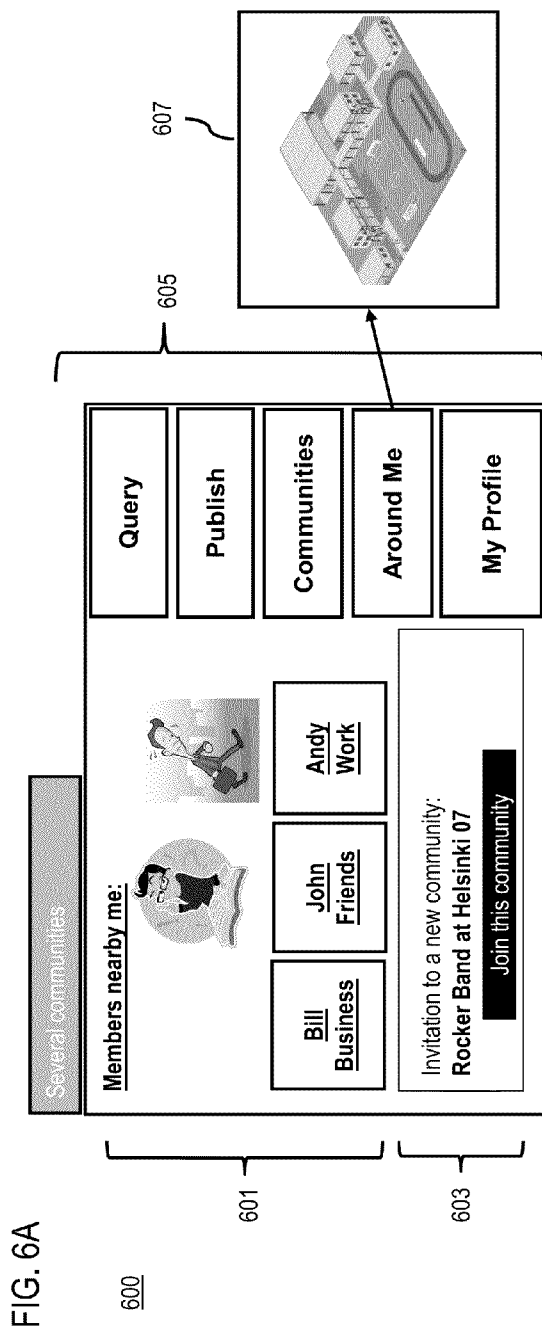 FIG. 6A
600
Several communities
Members nearby me:
Bill
Business
John
Friends
Andy
Work
Invitation to a new community:
Rocker Band at Helsinki 07
Join this community
Query
Publish
Communities
Around Me
My Profile
601
603
605
607